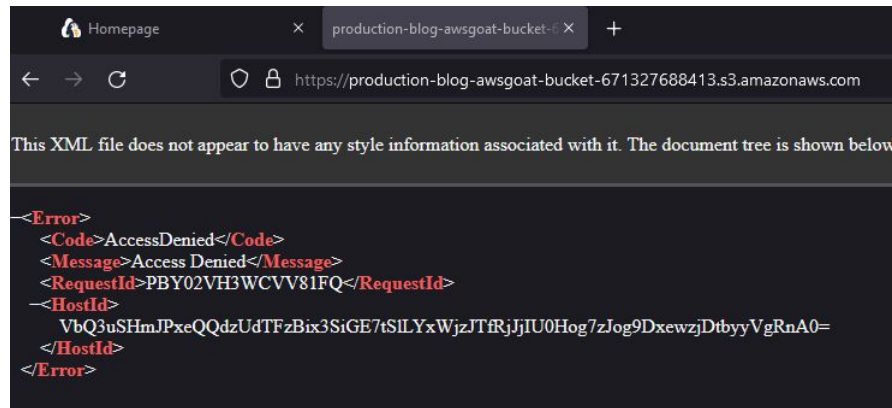 Homepage
production-blog-awsgoat-bucket-6
https://production-blog-awsgoat-bucket-671327688413.s3.amazonaws.com
This XML file does not appear to have any style information associated with it. The document tree is shown below
—<Error>
<Code>AccessDenied</Code>
<Message>Access Denied</Message>
<RequestId>PBY02VH3WCVV81FQ</RequestId>
—<HostId>
VbQ3uSHmJPxeQQdzUdTFzBix3SiGE7tSlLYxWjzJTfRjJjIU0Hog7zJog9DxewzjDtbyyVgRnA0=
</HostId>
</Error>